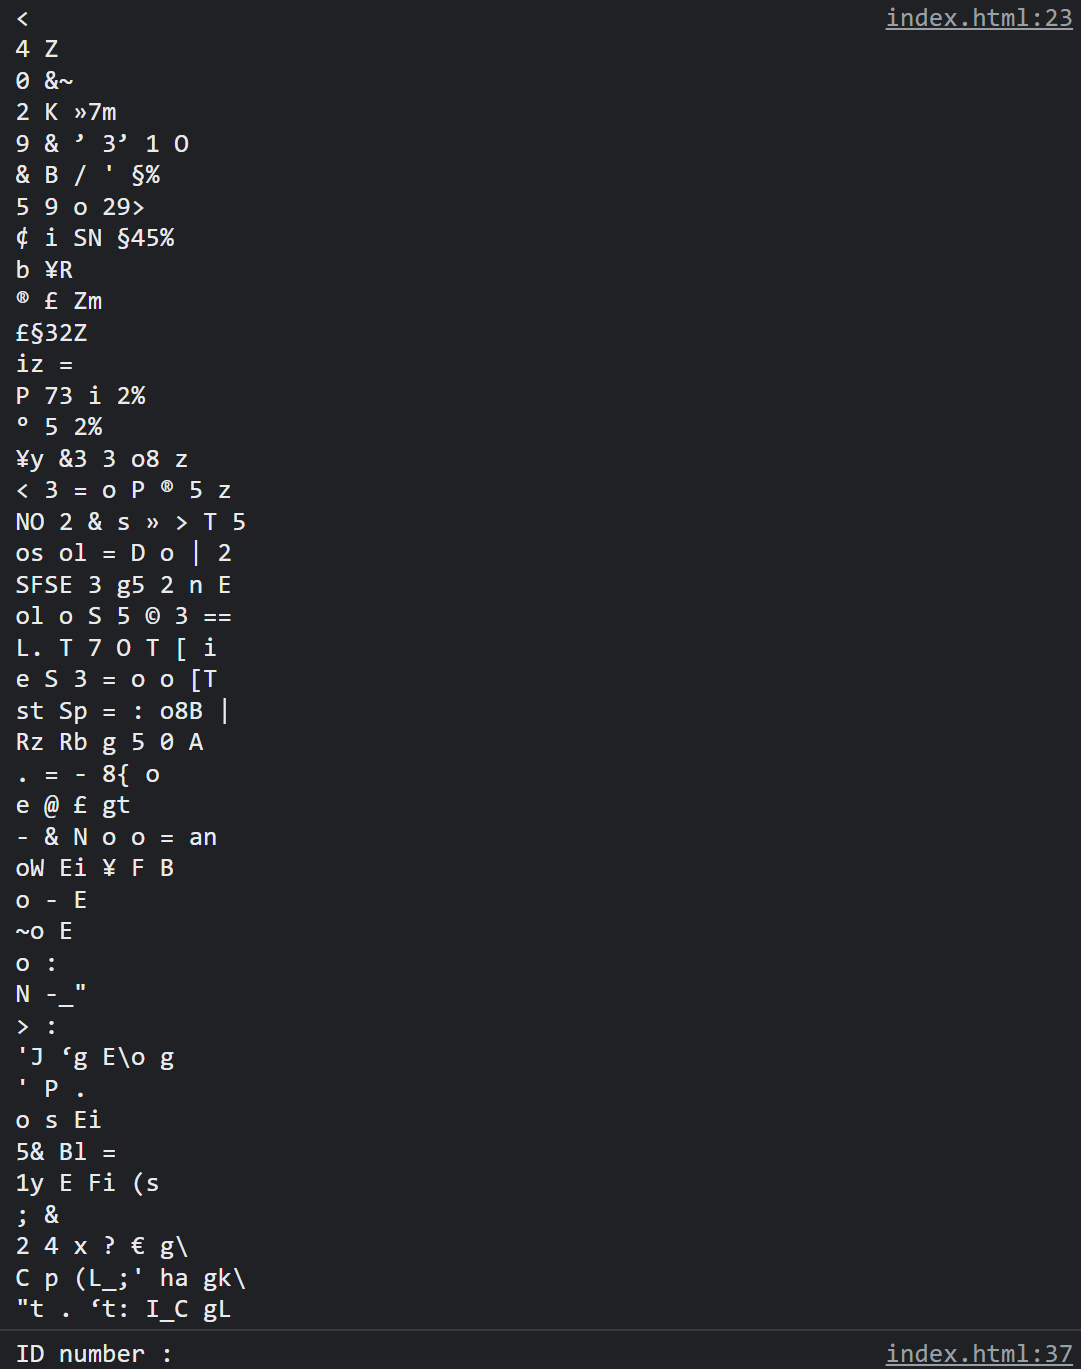 < index.html:23
4 Z
0 &~
2 K »7m
9 & ’ 3’ 1 O
& B / ' §%
5 9 o 29>
¢ i SN §45%
b ¥R
® £ Zm
£§32Z
iz =
P 73 i 2%
° 5 2%
¥y &3 3 o8 z
< 3 = o P ® 5 z
NO 2 & s » > T 5
os ol = D o | 2
SFSE 3 g5 2 n E
ol o S 5 © 3 ==
L. T 7 O T [ i
e S 3 = o o [T
st Sp = : o8B |
Rz Rb g 5 0 A
. = - 8{ o
e @ £ gt
- & N o o = an
oW Ei ¥ F B
o - E
~o E
o :
N -_"
> :
'J ‘g E\o g
' P .
o s Ei
5& Bl =
1y E Fi (s
; &
2 4 x ? € g\
C p (L_;' ha gk\
"t . ‘t: I_C gL
ID number : index.html:37